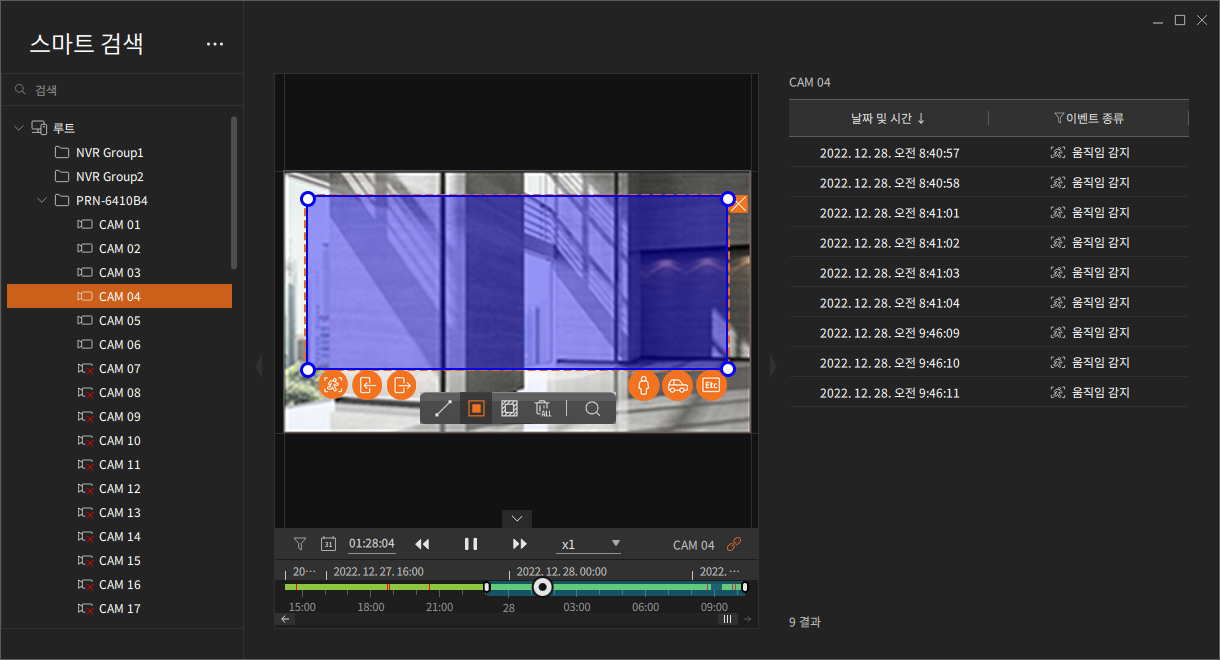 스마트 검색
검색
루트
NVR Group1
NVR Group2
PRN-6410B4
CAM 01
CAM 02
CAM 03
CAM 04
CAM 05
CAM 06
CAM 07
CAM 08
CAM 09
CAM 10
CAM 11
CAM 12
CAM 13
CAM 14
CAM 15
CAM 16
CAM 17
Etc
ALL
31
01:28:04
x1
CAM 04
20···
2022. 12. 27. 16:00
2022. 12. 28. 00:00
2022. ···
15:00 18:00 21:00 28 03:00 06:00 09:00
CAM 04
날짜 및 시간 ↓ 이벤트 종류
2022. 12. 28. 오전 8:40:57 움직임 감지
2022. 12. 28. 오전 8:40:58 움직임 감지
2022. 12. 28. 오전 8:41:01 움직임 감지
2022. 12. 28. 오전 8:41:02 움직임 감지
2022. 12. 28. 오전 8:41:03 움직임 감지
2022. 12. 28. 오전 8:41:04 움직임 감지
2022. 12. 28. 오전 9:46:09 움직임 감지
2022. 12. 28. 오전 9:46:10 움직임 감지
2022. 12. 28. 오전 9:46:11 움직임 감지
9 결과